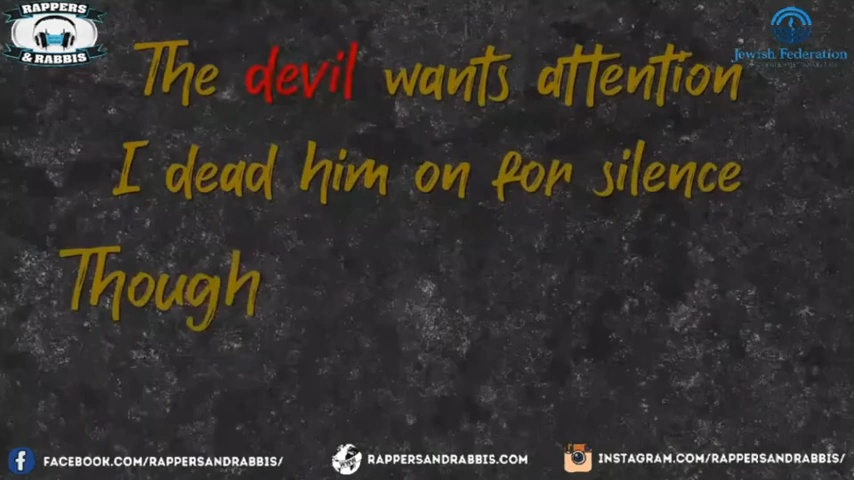 RAPPERS
& RABBIS
Jewish Federation
The devil wants attention
I dead him on for silence
Though
FACEBOOK.COM/RAPPERSANDRABBIS/
RAPPERSANDRABBIS.COM
INSTAGRAM.COM/RAPPERSANDRABBIS/